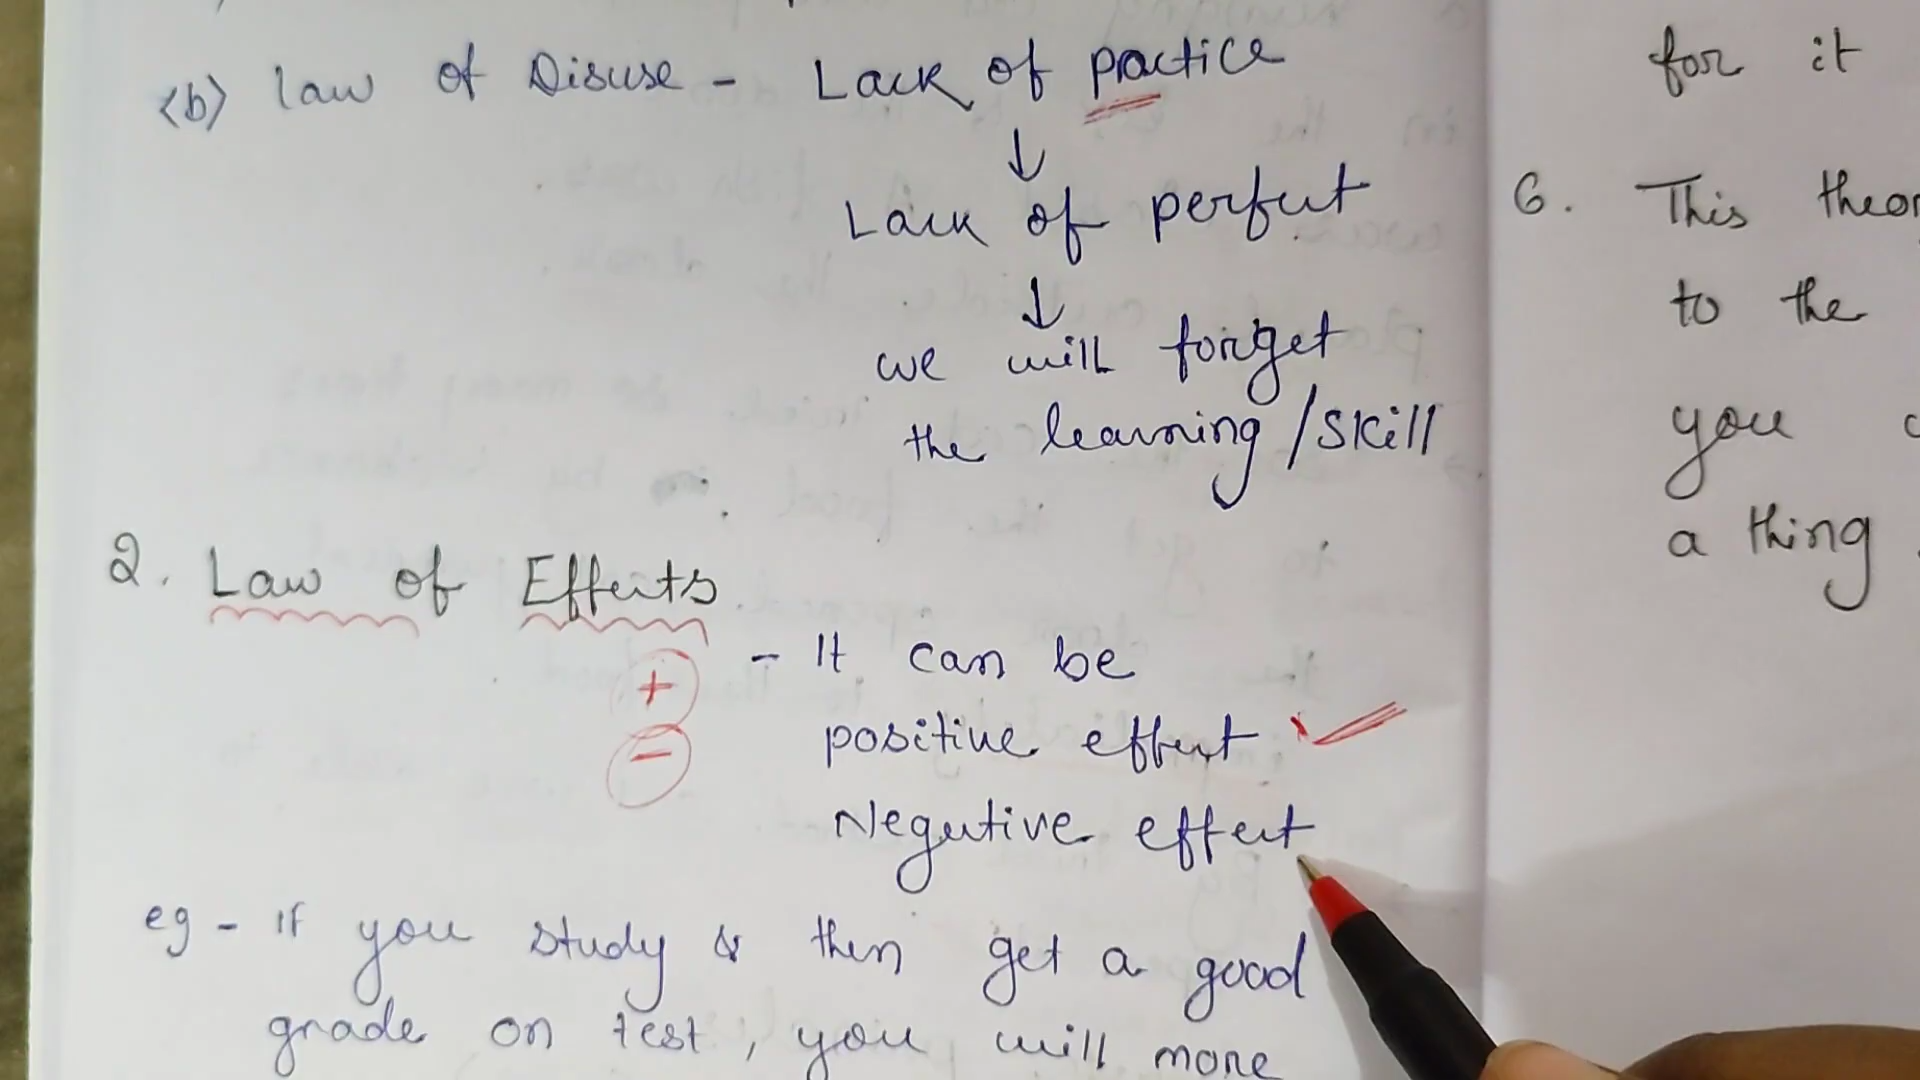 (b) Law of Disuse - Lack of practice
↓
Lack of perfect
↓
we will forget
the learning/skill
2. Law of Effects
+
- It can be
positive effect ✓
−
Negative effect
eg - If you study & then get a good
grade on test, you will more
for it
6. This theor
to the
you c
a thing.